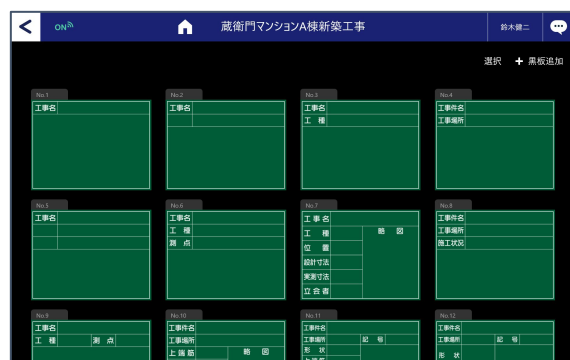 ON
蔵衛門マンションA棟新築工事
鈴木健二
選択 + 黒板追加
No.1 No.2 No.3 No.4
工事名 工事名 工事名 工事件名
工 種 工事場所
No.5 No.6 No.7 No.8
工事名 工事名 工 事 名 工事件名
工 種 工 種 略 図 工事場所
測 点 位 置 施工状況
設計寸法
実測寸法
立 会 者
No.9 No.10 No.11 No.12
工事名 工事件名 工事件名 工事件名
工 種 測 点 工事場所 工事場所 記 号 工事場所 記 号
上 端 筋 略 図 形 状 形 状